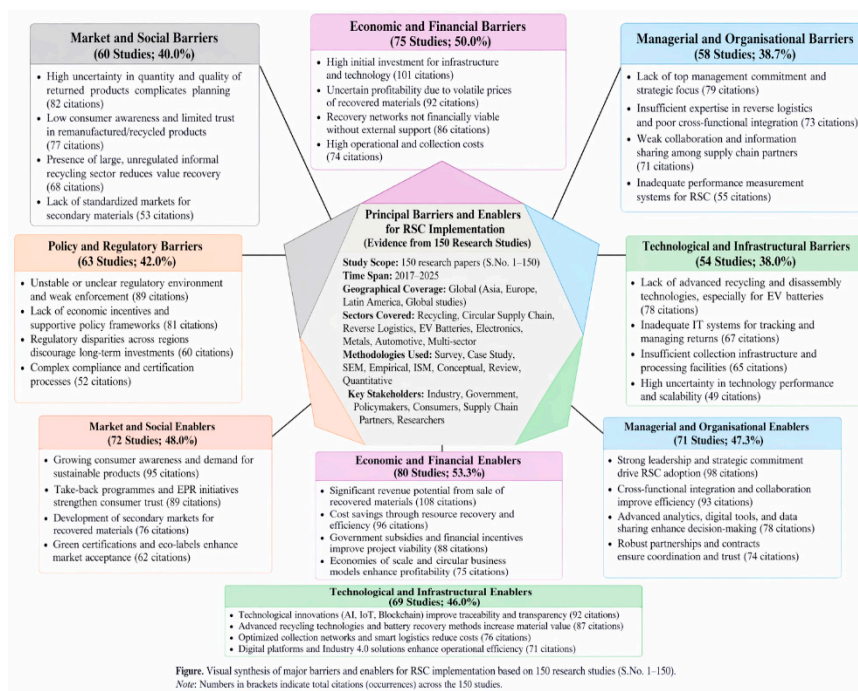 Market and Social Barriers
(60 Studies; 40.0%)
• High uncertainty in quantity and quality of
returned products complicates planning
(82 citations)
• Low consumer awareness and limited trust
in remanufactured/recycled products
(77 citations)
• Presence of large, unregulated informal
recycling sector reduces value recovery
(68 citations)
• Lack of standardized markets for
secondary materials (53 citations)
Economic and Financial Barriers
(75 Studies; 50.0%)
• High initial investment for infrastructure
and technology (101 citations)
• Uncertain profitability due to volatile prices
of recovered materials (92 citations)
• Recovery networks not financially viable
without external support (86 citations)
• High operational and collection costs
(74 citations)
Managerial and Organisational Barriers
(58 Studies; 38.7%)
• Lack of top management commitment and
strategic focus (79 citations)
• Insufficient expertise in reverse logistics
and poor cross-functional integration (73 citations)
• Weak collaboration and information
sharing among supply chain partners
(71 citations)
• Inadequate performance measurement
systems for RSC (55 citations)
Policy and Regulatory Barriers
(63 Studies; 42.0%)
• Unstable or unclear regulatory environment
and weak enforcement (89 citations)
• Lack of economic incentives and
supportive policy frameworks (81 citations)
• Regulatory disparities across regions
discourage long-term investments (60 citations)
• Complex compliance and certification
processes (52 citations)
Principal Barriers and Enablers
for RSC Implementation
(Evidence from 150 Research Studies)
Study Scope: 150 research papers (S.No. 1–150)
Time Span: 2017–2025
Geographical Coverage: Global (Asia, Europe,
Latin America, Global studies)
Sectors Covered: Recycling, Circular Supply Chain,
Reverse Logistics, EV Batteries, Electronics,
Metals, Automotive, Multi-sector
Methodologies Used: Survey, Case Study,
SEM, Empirical, ISM, Conceptual, Review,
Quantitative
Key Stakeholders: Industry, Government,
Policymakers, Consumers, Supply Chain
Partners, Researchers
Technological and Infrastructural Barriers
(54 Studies; 38.0%)
• Lack of advanced recycling and disassembly
technologies, especially for EV batteries
(78 citations)
• Inadequate IT systems for tracking and
managing returns (67 citations)
• Insufficient collection infrastructure and
processing facilities (65 citations)
• High uncertainty in technology performance
and scalability (49 citations)
Market and Social Enablers
(72 Studies; 48.0%)
• Growing consumer awareness and demand for
sustainable products (95 citations)
• Take-back programmes and EPR initiatives
strengthen consumer trust (89 citations)
• Development of secondary markets for
recovered materials (76 citations)
• Green certifications and eco-labels enhance
market acceptance (62 citations)
Economic and Financial Enablers
(80 Studies; 53.3%)
• Significant revenue potential from sale of
recovered materials (108 citations)
• Cost savings through resource recovery and
efficiency (96 citations)
• Government subsidies and financial incentives
improve project viability (88 citations)
• Economies of scale and circular business
models enhance profitability (75 citations)
Managerial and Organisational Enablers
(71 Studies; 47.3%)
• Strong leadership and strategic commitment
drive RSC adoption (98 citations)
• Cross-functional integration and collaboration
improve efficiency (93 citations)
• Advanced analytics, digital tools, and data
sharing enhance decision-making (78 citations)
• Robust partnerships and contracts
ensure coordination and trust (74 citations)
Technological and Infrastructural Enablers
(69 Studies; 46.0%)
• Technological innovations (AI, IoT, Blockchain) improve traceability and transparency (92 citations)
• Advanced recycling technologies and battery recovery methods increase material value (87 citations)
• Optimized collection networks and smart logistics reduce costs (76 citations)
• Digital platforms and Industry 4.0 solutions enhance operational efficiency (71 citations)
Figure. Visual synthesis of major barriers and enablers for RSC implementation based on 150 research studies (S.No. 1–150).
Note: Numbers in brackets indicate total citations (occurrences) across the 150 studies.